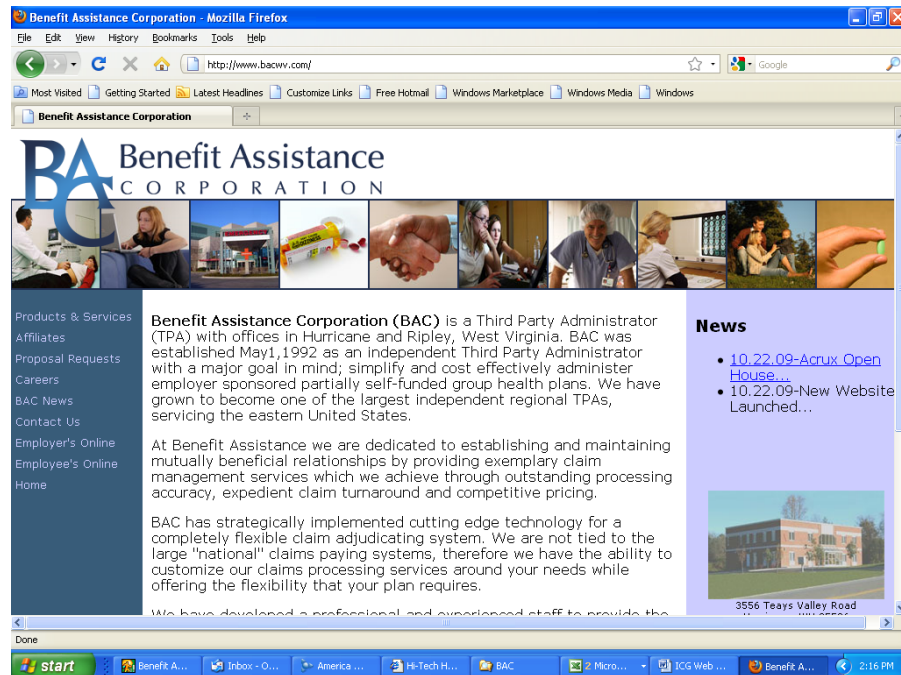 Benefit Assistance Corporation - Mozilla Firefox
File Edit View History Bookmarks Tools Help
http://www.bacwv.com/
Google
Most Visited Getting Started Latest Headlines Customize Links Free Hotmail Windows Marketplace Windows Media Windows
Benefit Assistance Corporation
BAC
Benefit Assistance
CORPORATION
Products & Services
Affiliates
Proposal Requests
Careers
BAC News
Contact Us
Employer's Online
Employee's Online
Home
Benefit Assistance Corporation (BAC) is a Third Party Administrator
(TPA) with offices in Hurricane and Ripley, West Virginia. BAC was
established May1,1992 as an independent Third Party Administrator
with a major goal in mind; simplify and cost effectively administer
employer sponsored partially self-funded group health plans. We have
grown to become one of the largest independent regional TPAs,
servicing the eastern United States.
At Benefit Assistance we are dedicated to establishing and maintaining
mutually beneficial relationships by providing exemplary claim
management services which we achieve through outstanding processing
accuracy, expedient claim turnaround and competitive pricing.
BAC has strategically implemented cutting edge technology for a
completely flexible claim adjudicating system. We are not tied to the
large "national" claims paying systems, therefore we have the ability to
customize our claims processing services around your needs while
offering the flexibility that your plan requires.
We have developed a professional and experienced staff to provide the
News
10.22.09-Acrux Open
House...
10.22.09-New Website
Launched...
3556 Teays Valley Road
Done
start Benefit A... Inbox - O... America ... Hi-Tech H... BAC 2 Micro... ICG Web ... Benefit A... 2:16 PM